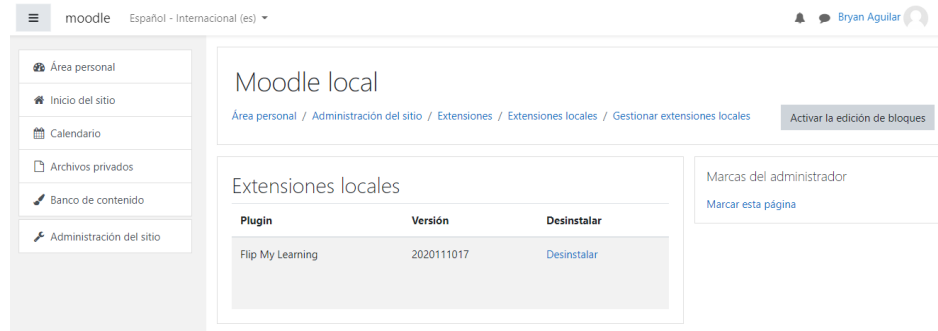 moodle Español - Internacional (es) Bryan Aguilar
Área personal
Inicio del sitio
Calendario
Archivos privados
Banco de contenido
Administración del sitio
Moodle local
Área personal / Administración del sitio / Extensiones / Extensiones locales / Gestionar extensiones locales
Activar la edición de bloques
Extensiones locales
Plugin Versión Desinstalar
Flip My Learning 2020111017 Desinstalar
Marcas del administrador
Marcar esta página